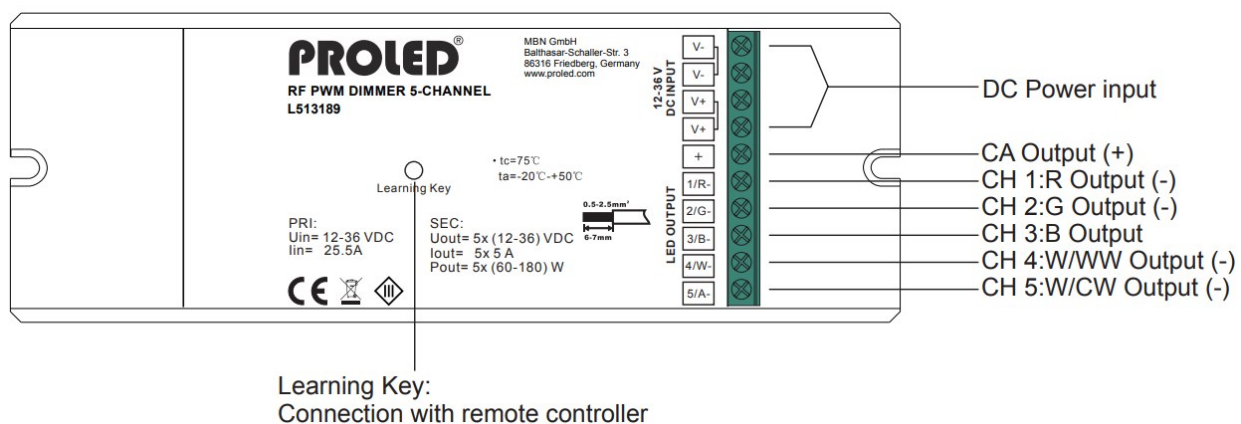 PROLED®
RF PWM DIMMER 5-CHANNEL
L513189
MBN GmbH
Balthasar-Schaller-Str. 3
86316 Friedberg, Germany
www.proled.com
Learning Key
• tc=75℃
ta=-20℃-+50℃
PRI:
Uin= 12-36 VDC
Iin= 25.5A
SEC:
Uout= 5x (12-36) VDC
Iout= 5x 5 A
Pout= 5x (60-180) W
0.5-2.5mm²
6-7mm
CE
III
12-36 V
DC INPUT
LED OUTPUT
V-
V-
V+
V+
+
1/R-
2/G-
3/B-
4/W-
5/A-
DC Power input
CA Output (+)
CH 1:R Output (-)
CH 2:G Output (-)
CH 3:B Output
CH 4:W/WW Output (-)
CH 5:W/CW Output (-)
Learning Key:
Connection with remote controller